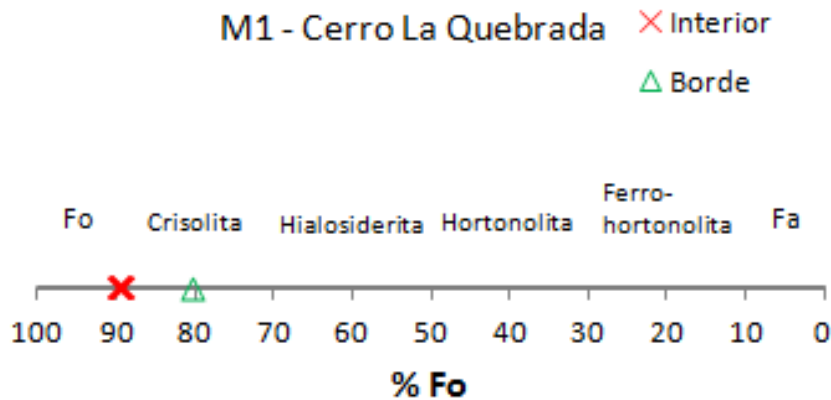 M1 - Cerro La Quebrada
Interior
Borde
Fo
Crisolita
Hialosiderita
Hortonolita
Ferro-
hortonolita
Fa
100 90 80 70 60 50 40 30 20 10 0
% Fo